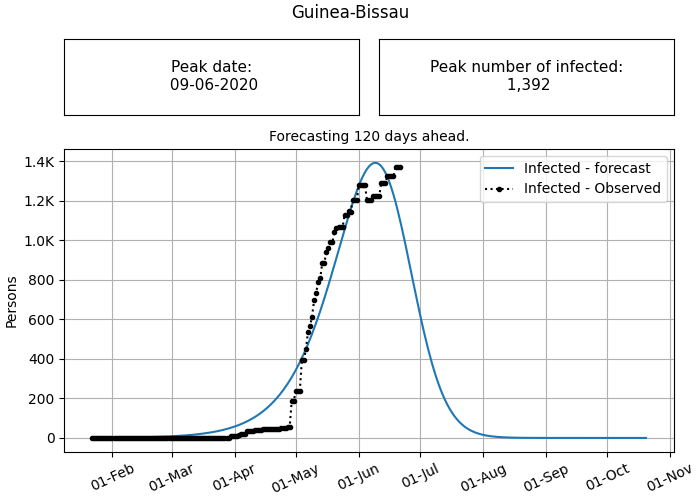 Guinea-Bissau
Peak date:
09-06-2020
Peak number of infected:
1,392
Forecasting 120 days ahead.
Infected - forecast
Infected - Observed
Persons
1.4K
1.2K
1.0K
800
600
400
200
0
01-Feb
01-Mar
01-Apr
01-May
01-Jun
01-Jul
01-Aug
01-Sep
01-Oct
01-Nov